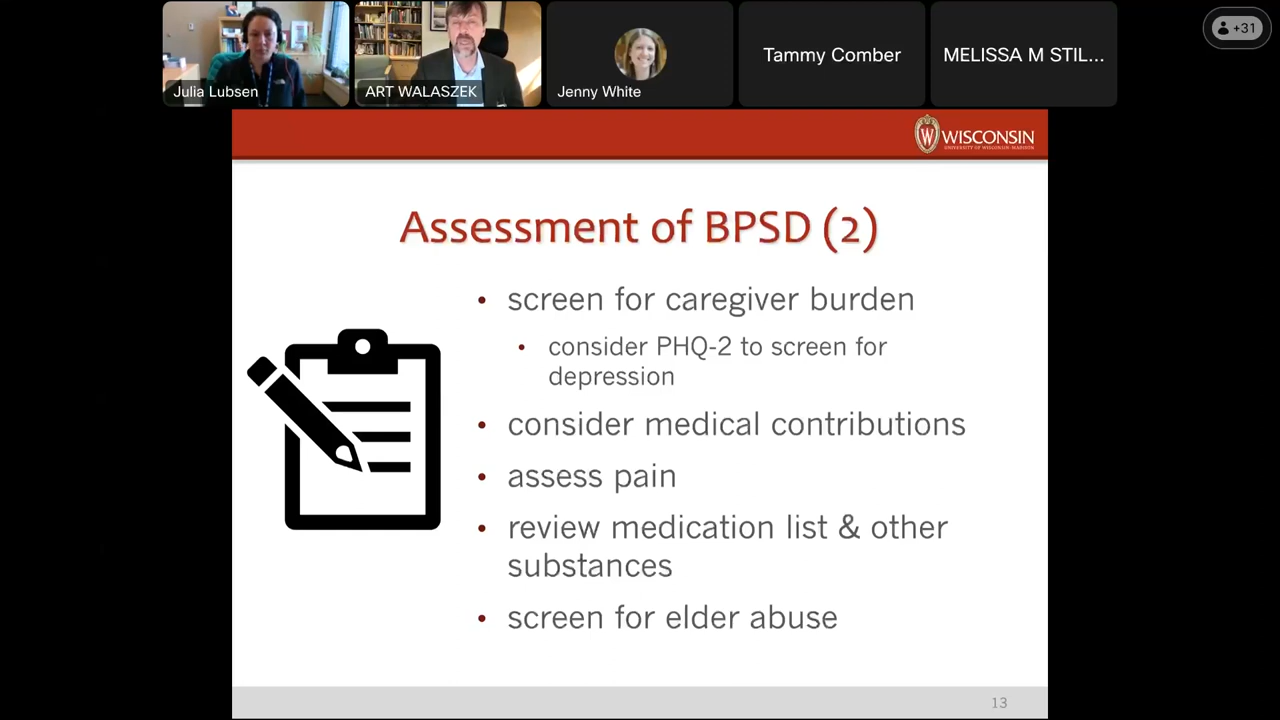 Julia Lubsen
ART WALASZEK
Jenny White
Tammy Comber
MELISSA M STIL...
+31
W WISCONSIN
UNIVERSITY OF WISCONSIN-MADISON
Assessment of BPSD (2)
• screen for caregiver burden
• consider PHQ-2 to screen for
depression
• consider medical contributions
• assess pain
• review medication list & other
substances
• screen for elder abuse
13